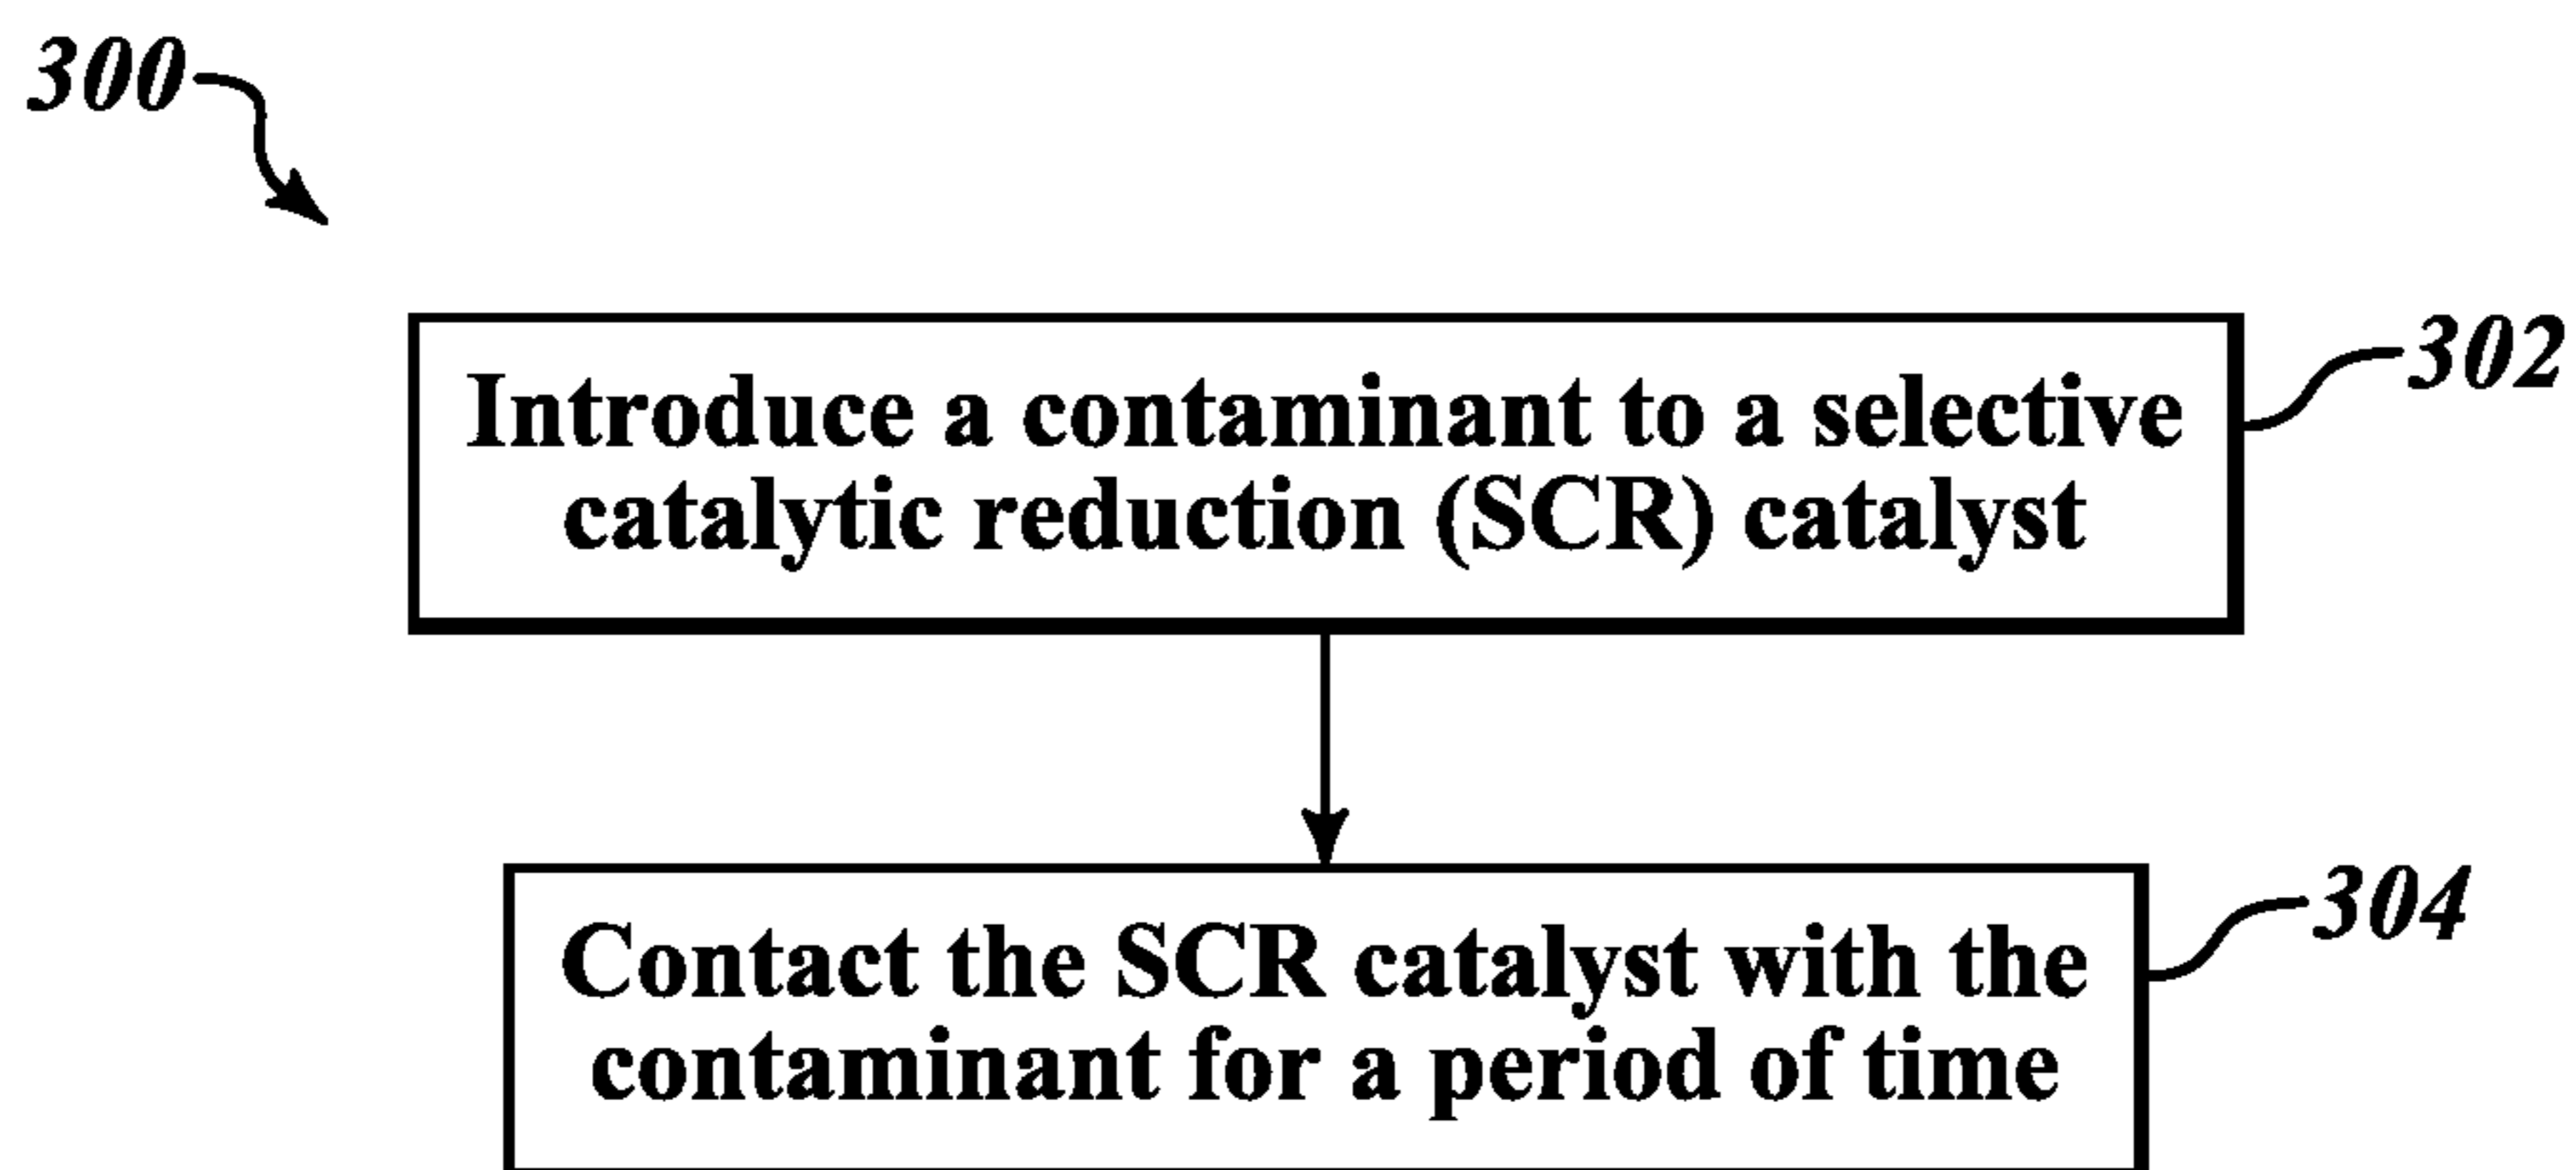 300
302
Introduce a contaminant to a selective
catalytic reduction (SCR) catalyst
304
Contact the SCR catalyst with the
contaminant for a period of time